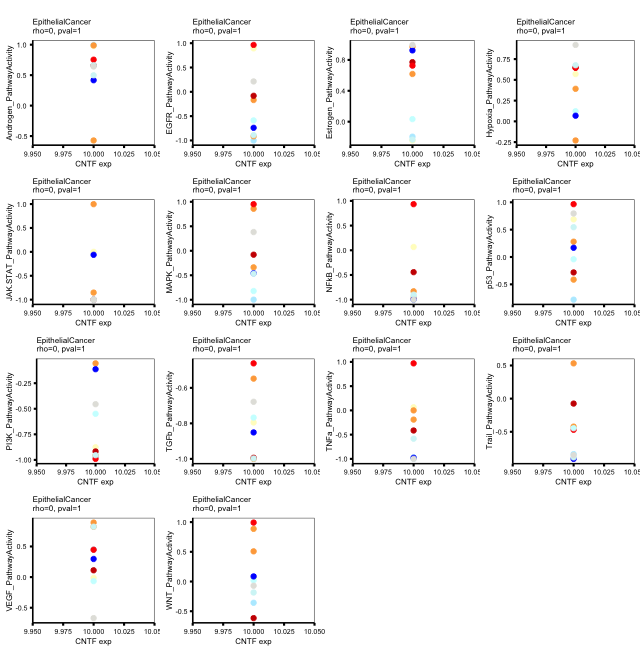 EpithelialCancer
rho=0, pval=1
Androgen_PathwayActivity
1.0
0.5
0.0
-0.5
9.950 9.975 10.000 10.025 10.05
CNTF exp
EpithelialCancer
rho=0, pval=1
EGFR_PathwayActivity
1.0
0.5
0.0
-0.5
-1.0
9.950 9.975 10.000 10.025 10.05
CNTF exp
EpithelialCancer
rho=0, pval=1
Estrogen_PathwayActivity
0.8
0.4
0.0
9.950 9.975 10.000 10.025 10.05
CNTF exp
EpithelialCancer
rho=0, pval=1
Hypoxia_PathwayActivity
0.75
0.50
0.25
0.00
-0.25
9.950 9.975 10.000 10.025 10.05
CNTF exp
EpithelialCancer
rho=0, pval=1
JAK.STAT_PathwayActivity
1.0
0.5
0.0
-0.5
-1.0
9.950 9.975 10.000 10.025 10.05
CNTF exp
EpithelialCancer
rho=0, pval=1
MAPK_PathwayActivity
1.0
0.5
0.0
-0.5
-1.0
9.950 9.975 10.000 10.025 10.05
CNTF exp
EpithelialCancer
rho=0, pval=1
NFkB_PathwayActivity
1.0
0.5
0.0
-0.5
-1.0
9.950 9.975 10.000 10.025 10.05
CNTF exp
EpithelialCancer
rho=0, pval=1
p53_PathwayActivity
1.0
0.5
0.0
-0.5
9.950 9.975 10.000 10.025 10.05
CNTF exp
EpithelialCancer
rho=0, pval=1
PI3K_PathwayActivity
-0.25
-0.50
-0.75
-1.00
9.950 9.975 10.000 10.025 10.05
CNTF exp
EpithelialCancer
rho=0, pval=1
TGFb_PathwayActivity
-0.6
-0.8
-1.0
9.950 9.975 10.000 10.025 10.05
CNTF exp
EpithelialCancer
rho=0, pval=1
TNFa_PathwayActivity
1.0
0.5
0.0
-0.5
-1.0
9.950 9.975 10.000 10.025 10.05
CNTF exp
EpithelialCancer
rho=0, pval=1
Trail_PathwayActivity
0.5
0.0
-0.5
9.950 9.975 10.000 10.025 10.05
CNTF exp
EpithelialCancer
rho=0, pval=1
VEGF_PathwayActivity
0.5
0.0
-0.5
9.950 9.975 10.000 10.025 10.05
CNTF exp
EpithelialCancer
rho=0, pval=1
WNT_PathwayActivity
1.0
0.5
0.0
-0.5
9.950 9.975 10.000 10.025 10.050
CNTF exp